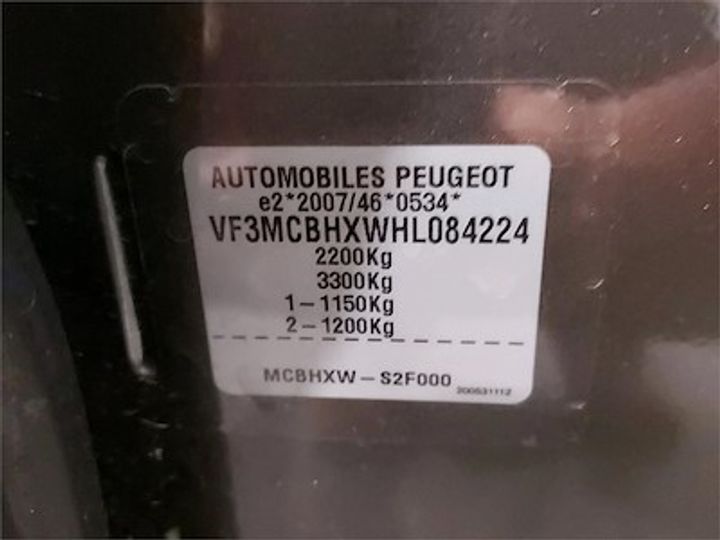 AUTOMOBILES PEUGEOT
e2*2007/46*0534*
VF3MCBHXWHL084224
2200Kg
3300Kg
1-1150Kg
2-1200Kg
MCBHXW-S2F000